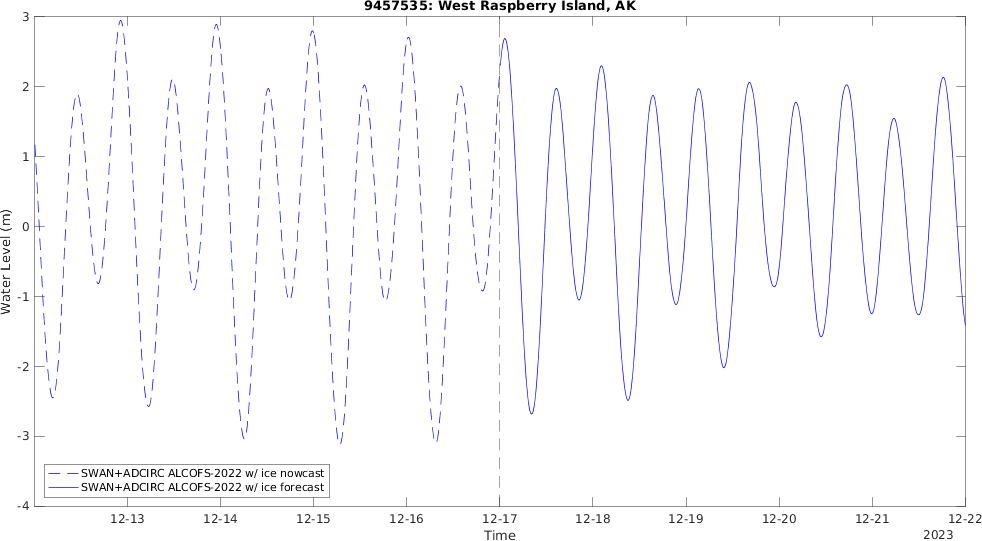 9457535: West Raspberry Island, AK
3
2
1
0
-1
-2
-3
-4
Water Level (m)
SWAN+ADCIRC ALCOFS-2022 w/ ice nowcast
SWAN+ADCIRC ALCOFS-2022 w/ ice forecast
12-13 12-14 12-15 12-16 12-17 12-18 12-19 12-20 12-21 12-22
Time
2023